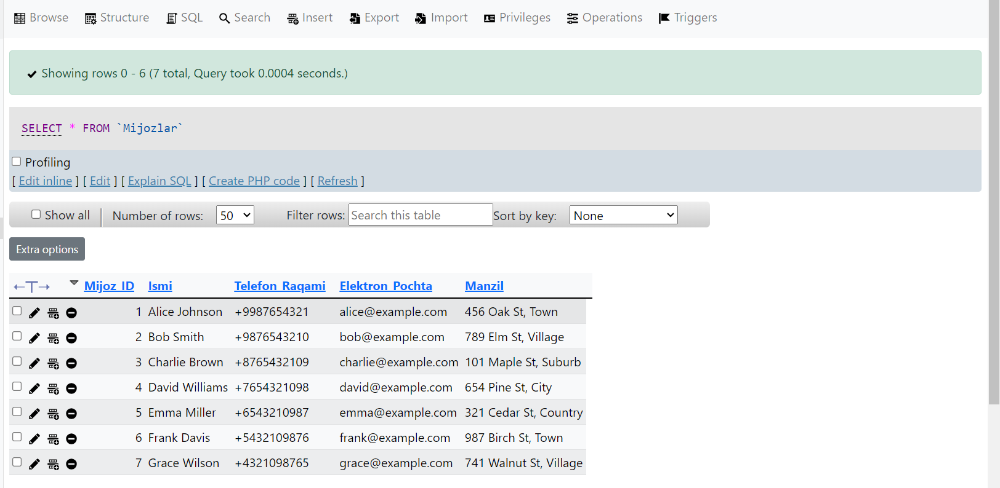 Browse Structure SQL Search Insert Export Import Privileges Operations Triggers
Showing rows 0 - 6 (7 total, Query took 0.0004 seconds.)
SELECT * FROM `Mijozlar`
Profiling
[ Edit inline ] [ Edit ] [ Explain SQL ] [ Create PHP code ] [ Refresh ]
Show all Number of rows: 50 Filter rows: Search this table Sort by key: None
Extra options
Mijoz_ID Ismi Telefon_Raqami Elektron_Pochta Manzil
1 Alice Johnson +9987654321 alice@example.com 456 Oak St, Town
2 Bob Smith +9876543210 bob@example.com 789 Elm St, Village
3 Charlie Brown +8765432109 charlie@example.com 101 Maple St, Suburb
4 David Williams +7654321098 david@example.com 654 Pine St, City
5 Emma Miller +6543210987 emma@example.com 321 Cedar St, Country
6 Frank Davis +5432109876 frank@example.com 987 Birch St, Town
7 Grace Wilson +4321098765 grace@example.com 741 Walnut St, Village